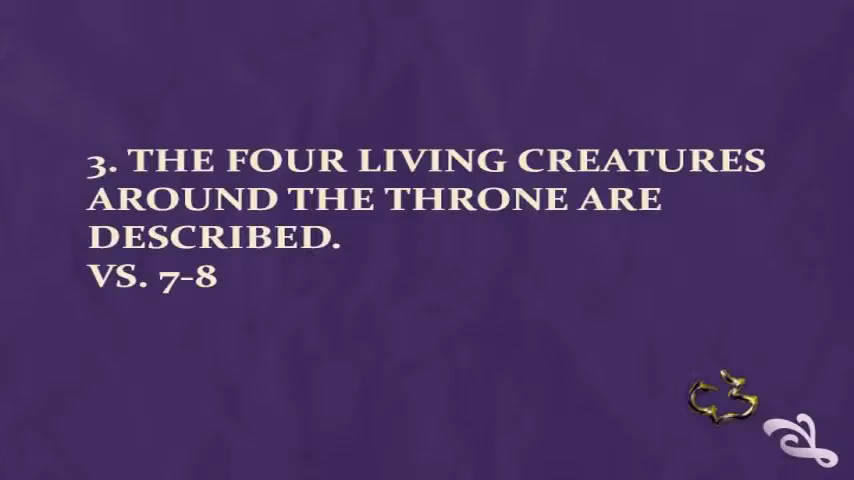 3. THE FOUR LIVING CREATURES
AROUND THE THRONE ARE
DESCRIBED.
VS. 7-8